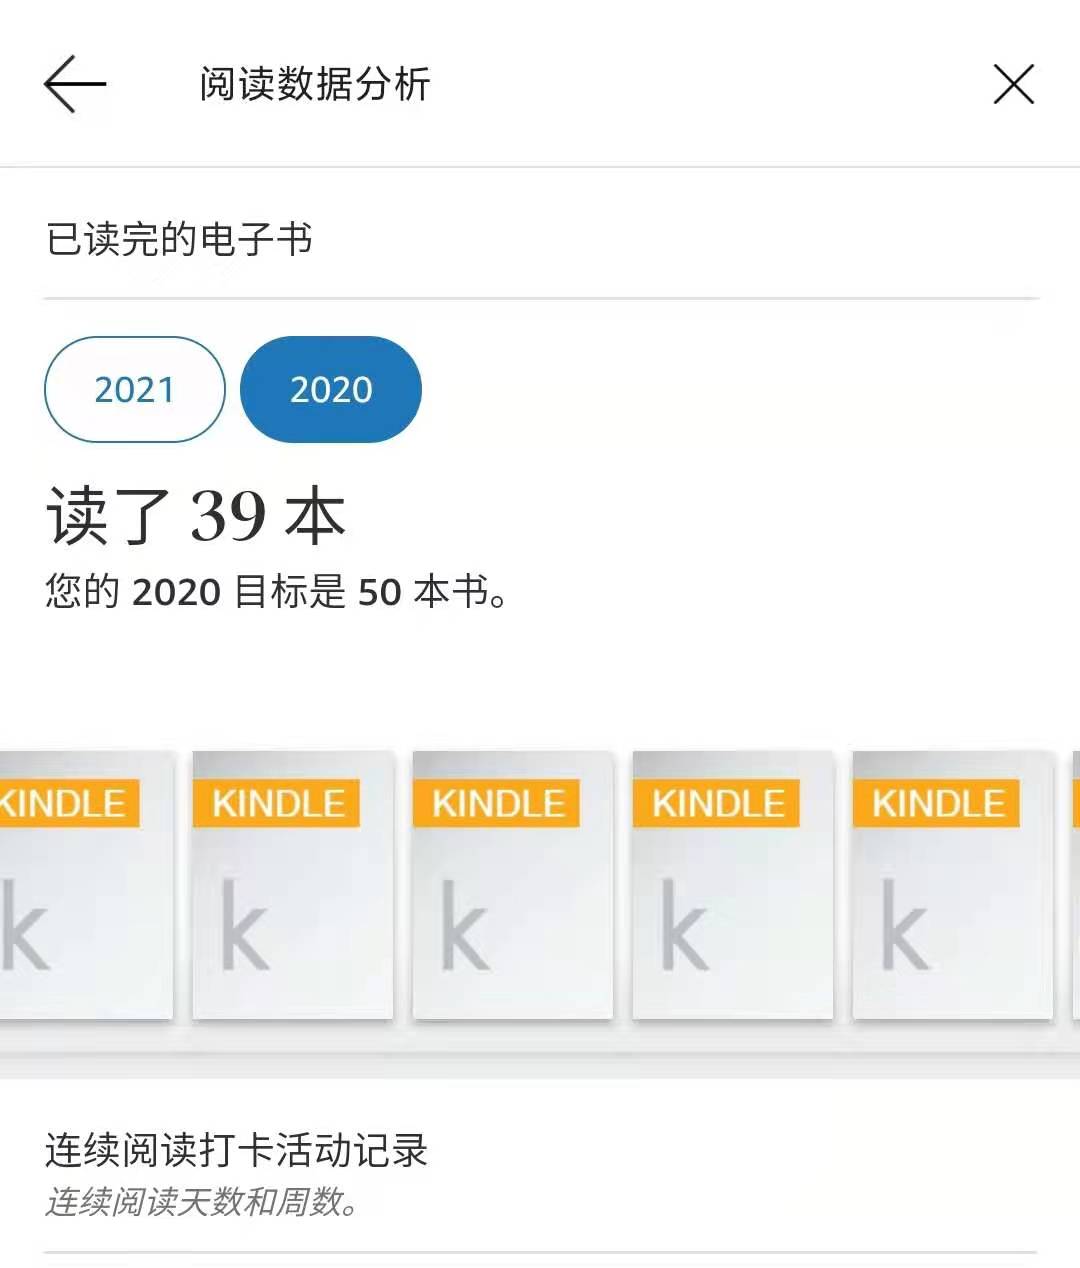 阅读数据分析
已读完的电子书
2021 2020
读了 39 本
您的 2020 目标是 50 本书。
KINDLE KINDLE KINDLE KINDLE KINDLE
k k k k k
连续阅读打卡活动记录
连续阅读天数和周数。